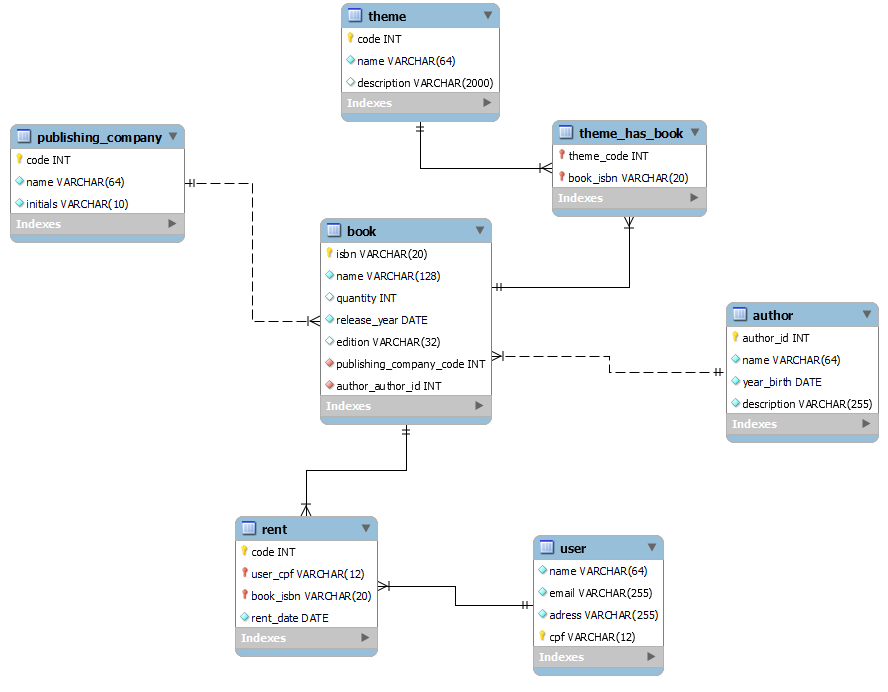 theme
code INT
name VARCHAR(64)
description VARCHAR(2000)
Indexes
publishing_company
code INT
name VARCHAR(64)
initials VARCHAR(10)
Indexes
theme_has_book
theme_code INT
book_isbn VARCHAR(20)
Indexes
book
isbn VARCHAR(20)
name VARCHAR(128)
quantity INT
release_year DATE
edition VARCHAR(32)
publishing_company_code INT
author_author_id INT
Indexes
author
author_id INT
name VARCHAR(64)
year_birth DATE
description VARCHAR(255)
Indexes
rent
code INT
user_cpf VARCHAR(12)
book_isbn VARCHAR(20)
rent_date DATE
Indexes
user
name VARCHAR(64)
email VARCHAR(255)
adress VARCHAR(255)
cpf VARCHAR(12)
Indexes